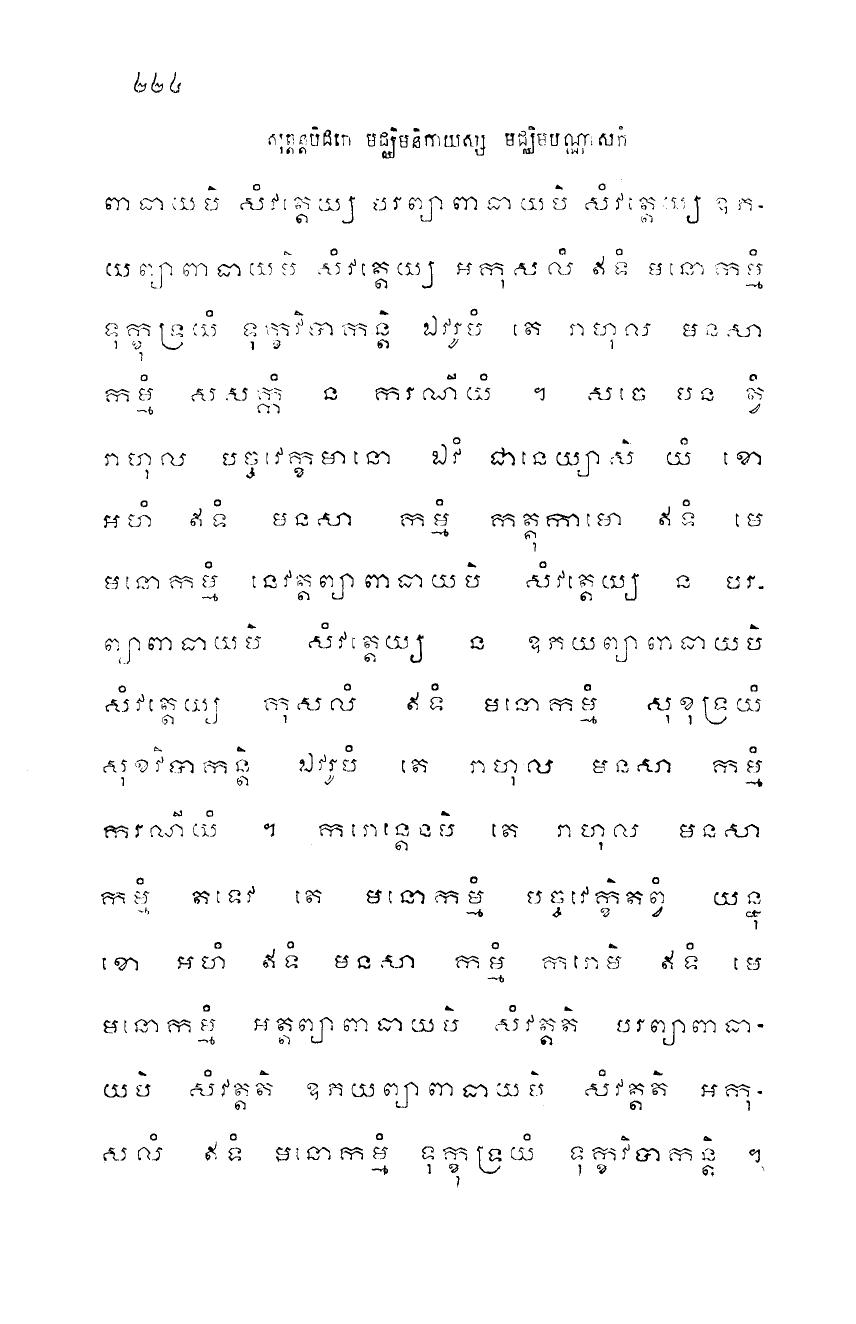 ២២៤
សុត្តន្តបិដកេ មជ្ឈិមនិកាយស្ស មជ្ឈិមបណ្ណាសកំ
ពាធាយបិ សំវត្តេយ្យ បរព្យាពាធាយបិ សំវត្តេយ្យ ឧភ-
យព្យាពាធាយបិ សំវត្តេយ្យ អកុសលំ ឥទំ មនោកម្មំ
ទុក្ខុទ្រយំ ទុក្ខវិបាកន្តិ ឯវរូបំ តេ រាហុល មនសា
កម្មំ សសក្កំ ន ករណីយំ ។ សចេ បន ត្វំ
រាហុល បច្ចវេក្ខមានោ ឯវំ ជានេយ្យាសិ យំ ខោ
អហំ ឥទំ មនសា កម្មំ កត្តុកាមោ ឥទំ មេ
មនោកម្មំ នេវត្តព្យាពាធាយបិ សំវត្តេយ្យ ន បរ-
ព្យាពាធាយបិ សំវត្តេយ្យ ន ឧភយព្យាពាធាយបិ
សំវត្តេយ្យ កុសលំ ឥទំ មនោកម្មំ សុខុទ្រយំ
សុខវិបាកន្តិ ឯវរូបំ តេ រាហុល មនសា កម្មំ
ករណីយំ ។ ករោន្តេនបិ តេ រាហុល មនសា
កម្មំ តទេវ តេ មនោកម្មំ បច្ចវេក្ខិតព្វំ យន្នុ
ខោ អហំ ឥទំ មនសា កម្មំ ករោមិ ឥទំ មេ
មនោកម្មំ អត្តព្យាពាធាយបិ សំវត្តតិ បរព្យាពាធា-
យបិ សំវត្តតិ ឧភយព្យាពាធាយបិ សំវត្តតិ អកុ-
សលំ ឥទំ មនោកម្មំ ទុក្ខុទ្រយំ ទុក្ខវិបាកន្តិ ។